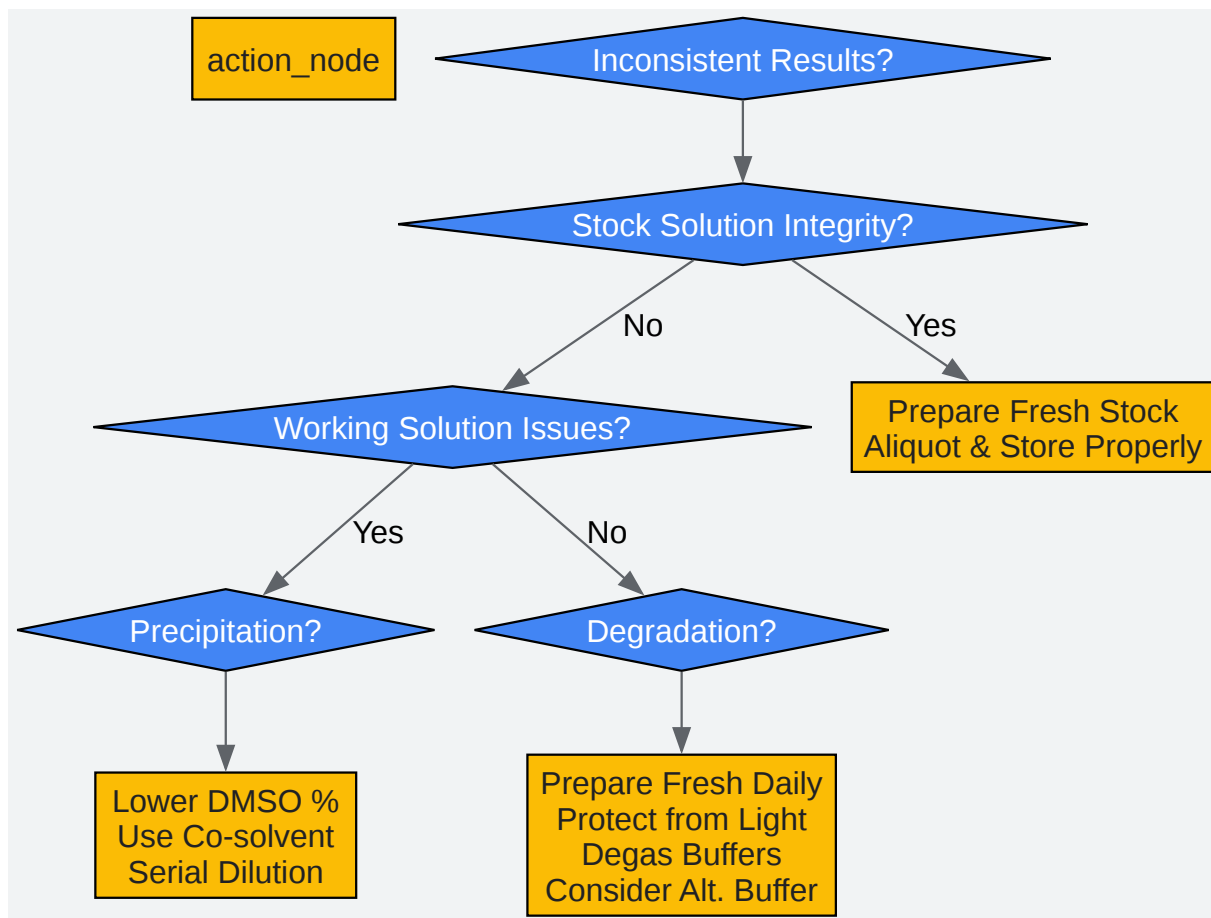 action_node
Inconsistent Results?
Stock Solution Integrity?
No
Yes
Working Solution Issues?
Prepare Fresh Stock
Aliquot & Store Properly
Yes
No
Precipitation?
Degradation?
Lower DMSO %
Use Co-solvent
Serial Dilution
Prepare Fresh Daily
Protect from Light
Degas Buffers
Consider Alt. Buffer